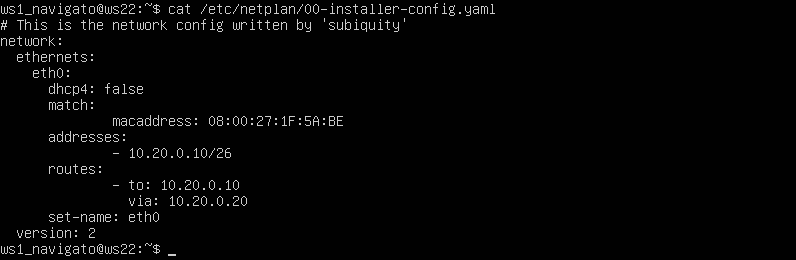 ws1_navigato@ws22:~$ cat /etc/netplan/00-installer-config.yaml
# This is the network config written by 'subiquity'
network:
  ethernets:
    eth0:
      dhcp4: false
      match:
              macaddress: 08:00:27:1F:5A:BE
      addresses:
              - 10.20.0.10/26
      routes:
              - to: 10.20.0.10
                via: 10.20.0.20
      set-name: eth0
  version: 2
ws1_navigato@ws22:~$ _